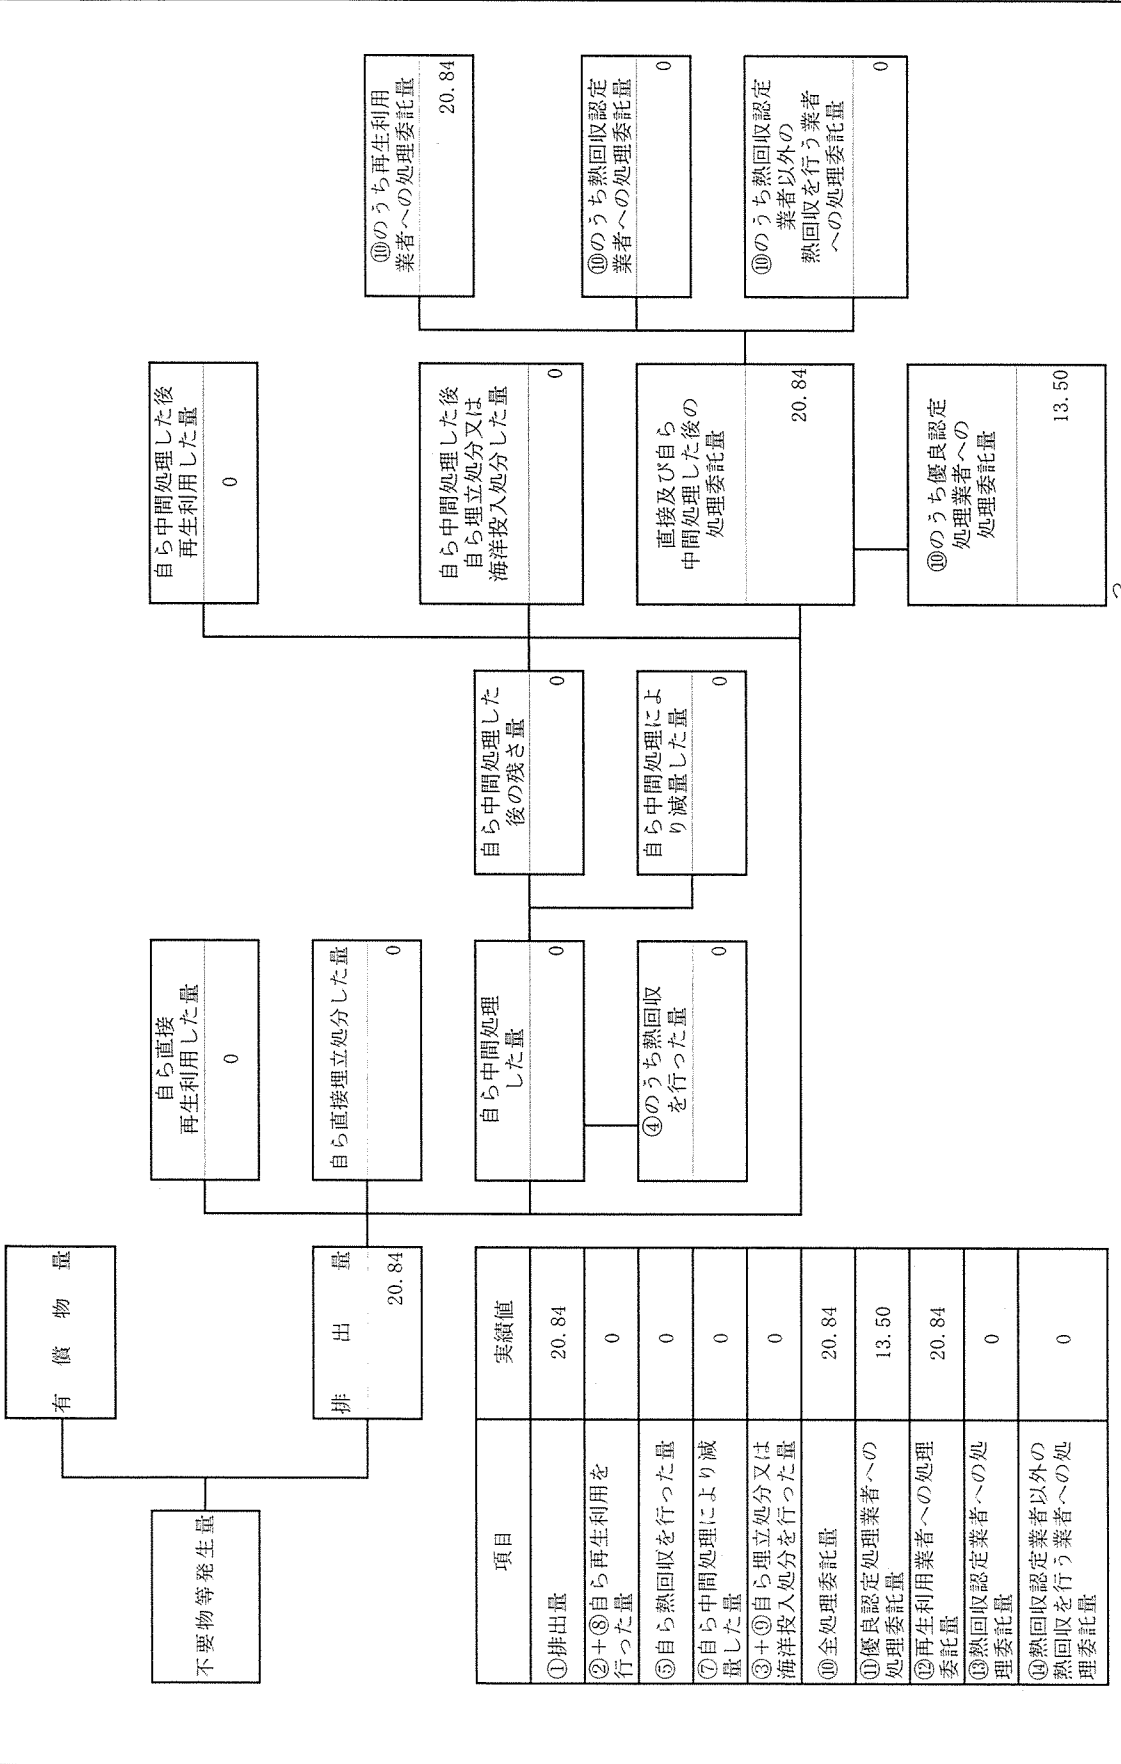 有償物量
不要物等発生量
排出量
20.84
自ら直接
再生利用した量
0
自ら直接埋立処分した量
0
自ら中間処理
した量
0
④のうち熱回収
を行った量
0
自ら中間処理した
後の残さ量
0
自ら中間処理によ
り減量した量
0
自ら中間処理した後
再生利用した量
0
自ら中間処理した後
自ら埋立処分又は
海洋投入処分した量
0
直接及び自ら
中間処理した後の
処理委託量
20.84
⑩のうち優良認定
処理業者への
処理委託量
13.50
⑩のうち再生利用
業者への処理委託量
20.84
⑩のうち熱回収認定
業者への処理委託量
0
⑩のうち熱回収認定
業者以外の
熱回収を行う業者
への処理委託量
0
項目 実績値
①排出量 20.84
②+⑧自ら再生利用を
行った量 0
⑤自ら熱回収を行った量 0
⑦自ら中間処理により減
量した量 0
③+⑨自ら埋立処分又は
海洋投入処分を行った量 0
⑩全処理委託量 20.84
⑪優良認定処理業者への
処理委託量 13.50
⑫再生利用業者への処理
委託量 20.84
⑬熱回収認定業者への処
理委託量 0
⑭熱回収認定業者以外の
熱回収を行う業者への処
理委託量 0